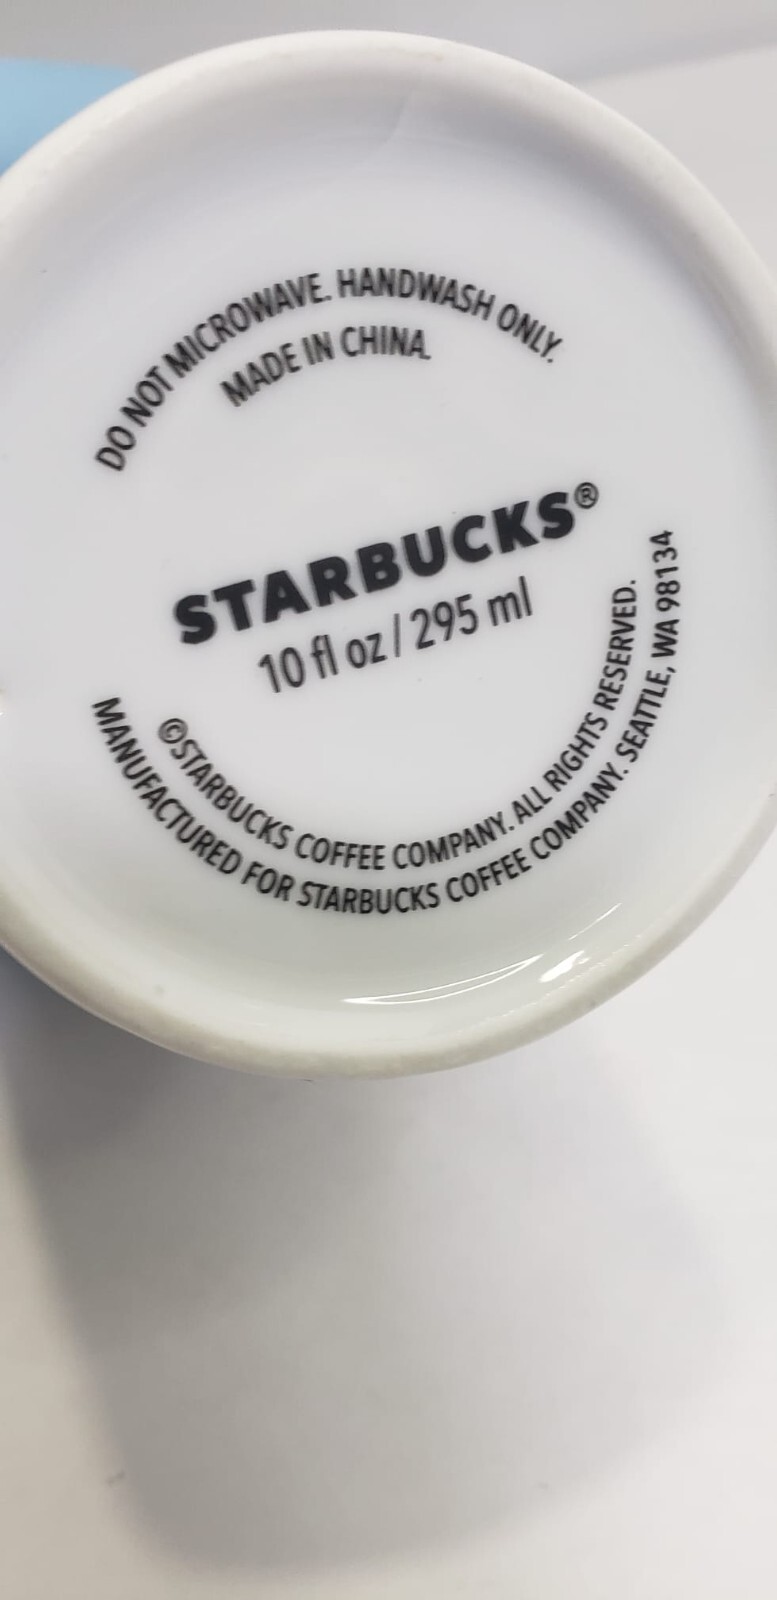 DO NOT MICROWAVE. HANDWASH ONLY.
MADE IN CHINA.
STARBUCKS®
10 fl oz / 295 ml
©STARBUCKS COFFEE COMPANY. ALL RIGHTS RESERVED.
MANUFACTURED FOR STARBUCKS COFFEE COMPANY. SEATTLE, WA 98134